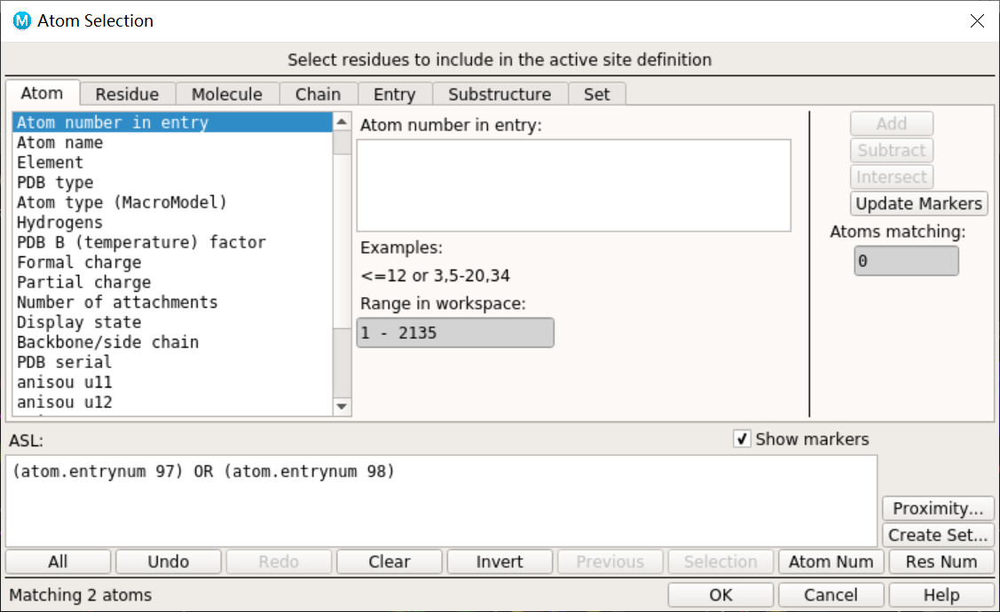 Atom Selection
Select residues to include in the active site definition
Atom Residue Molecule Chain Entry Substructure Set
Atom number in entry
Atom name
Element
PDB type
Atom type (MacroModel)
Hydrogens
PDB B (temperature) factor
Formal charge
Partial charge
Number of attachments
Display state
Backbone/side chain
PDB serial
anisou u11
anisou u12
Atom number in entry:
Examples:
<=12 or 3,5-20,34
Range in workspace:
1 - 2135
Add
Subtract
Intersect
Update Markers
Atoms matching:
0
ASL:
Show markers
(atom.entrynum 97) OR (atom.entrynum 98)
Proximity...
Create Set...
All Undo Redo Clear Invert Previous Selection Atom Num Res Num
Matching 2 atoms
OK Cancel Help